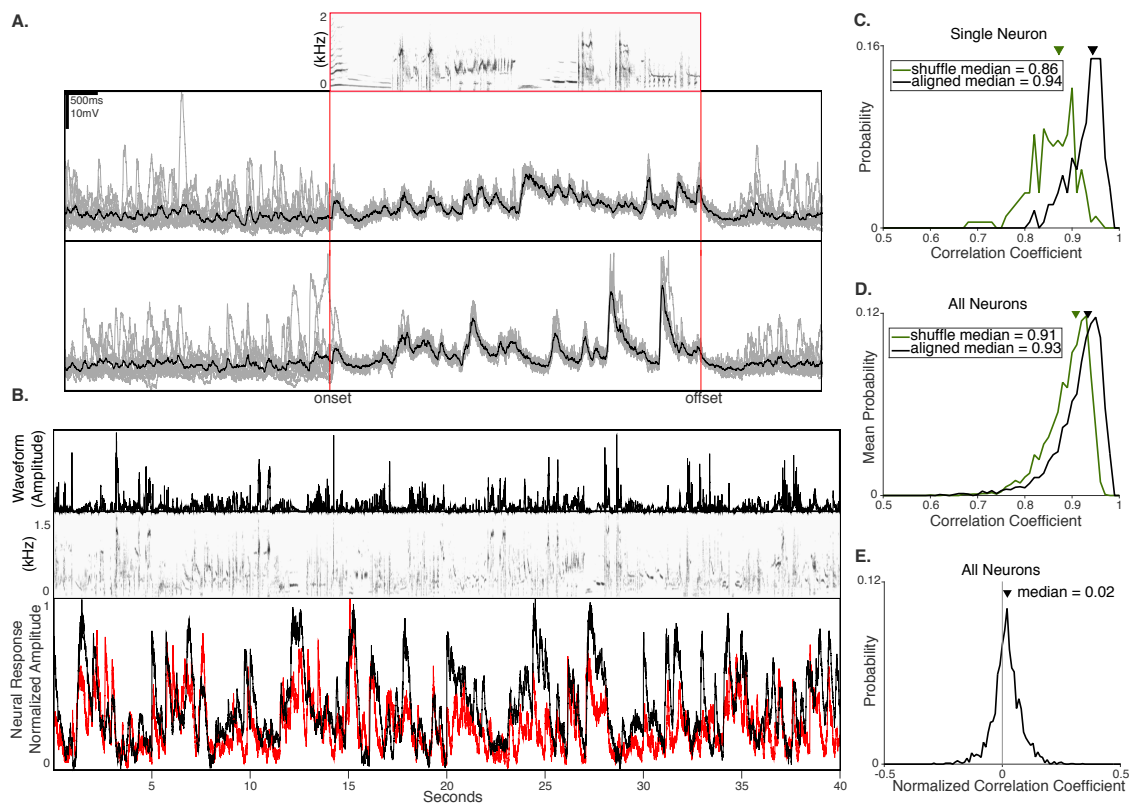 A.
2
(kHz)
0
500ms
10mV
onset
offset
B.
Waveform
(Amplitude)
1.5
(kHz)
0
1
Neural Response
Normalized Amplitude
0
5
10
15
20
25
30
35
40
Seconds
C.
Single Neuron
0.16
shuffle median = 0.86
aligned median = 0.94
Probability
0
0.5
0.6
0.7
0.8
0.9
1
Correlation Coefficient
D.
All Neurons
0.12
shuffle median = 0.91
aligned median = 0.93
Mean Probability
0
0.5
0.6
0.7
0.8
0.9
1
Correlation Coefficient
E.
All Neurons
0.12
median = 0.02
Probability
0
-0.5
0
0.5
Normalized Correlation Coefficient